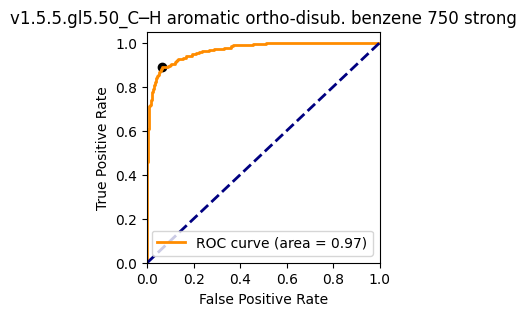 v1.5.5.gl5.50_C─H aromatic ortho-disub. benzene 750 strong
True Positive Rate
1.0
0.8
0.6
0.4
0.2
0.0
ROC curve (area = 0.97)
0.0 0.2 0.4 0.6 0.8 1.0
False Positive Rate